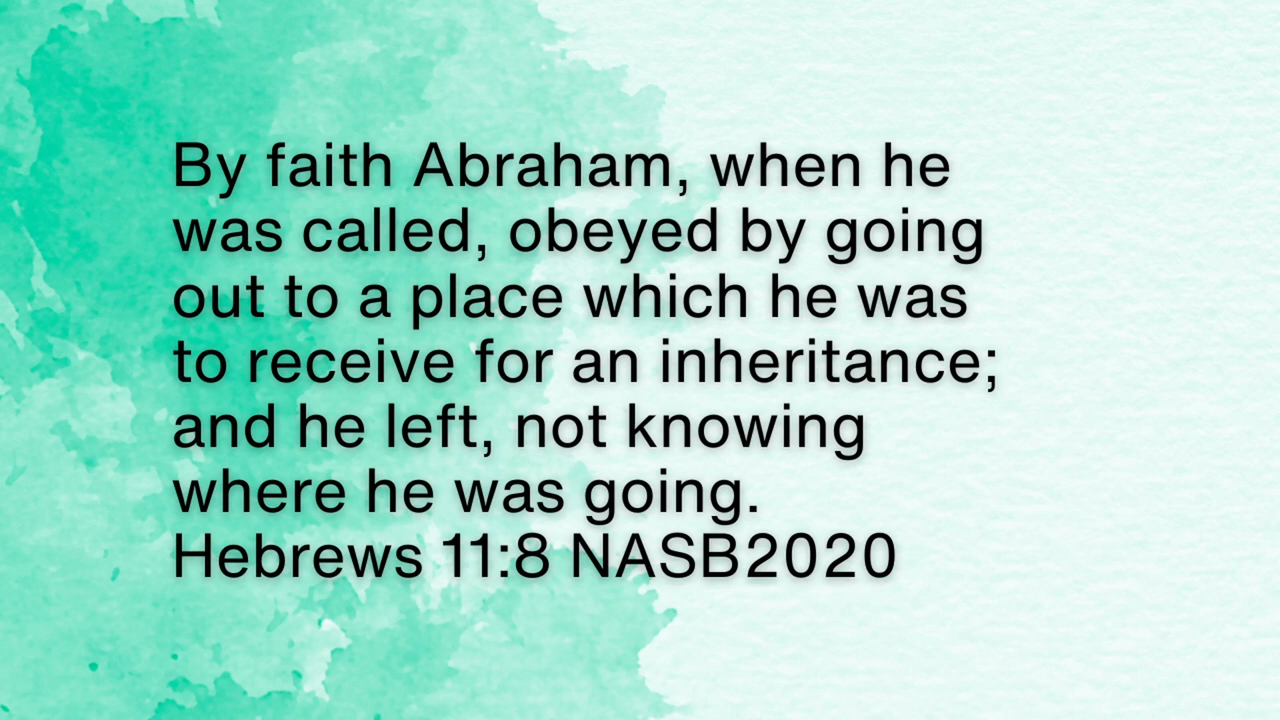 By faith Abraham, when he
was called, obeyed by going
out to a place which he was
to receive for an inheritance;
and he left, not knowing
where he was going.
Hebrews 11:8 NASB2020